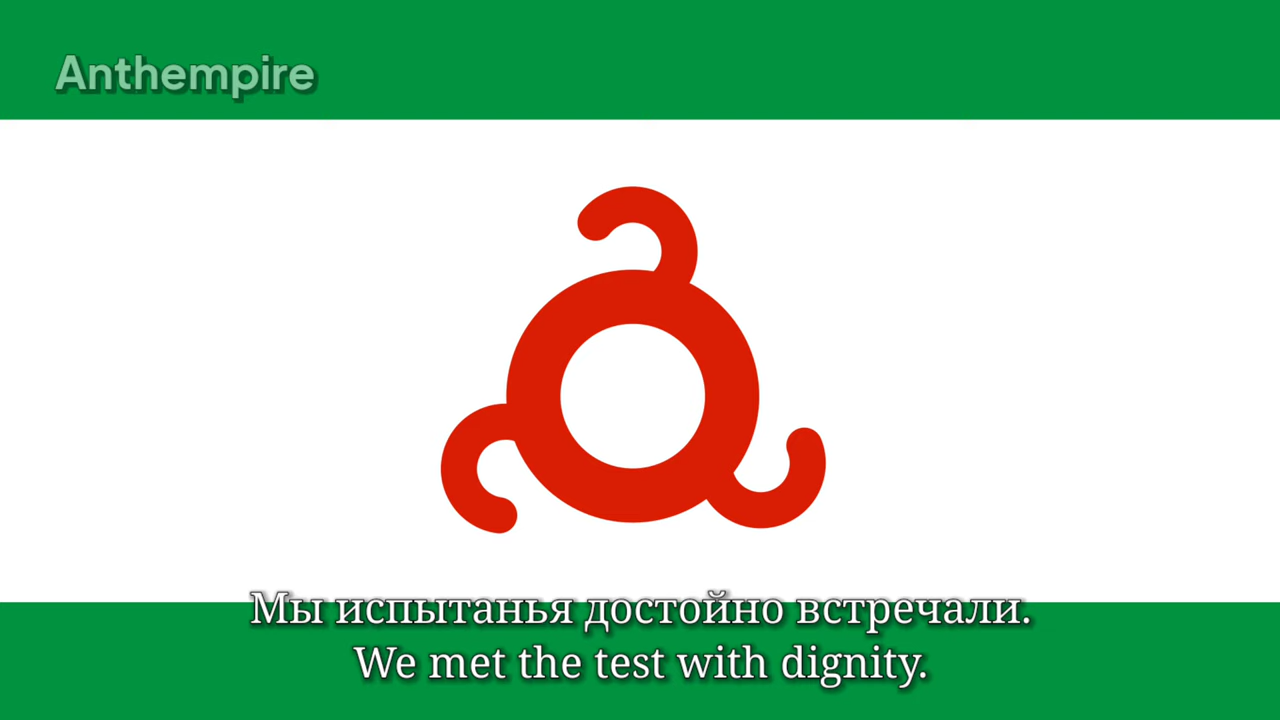 Anthempire
Мы испытанья достойно встречали.
We met the test with dignity.